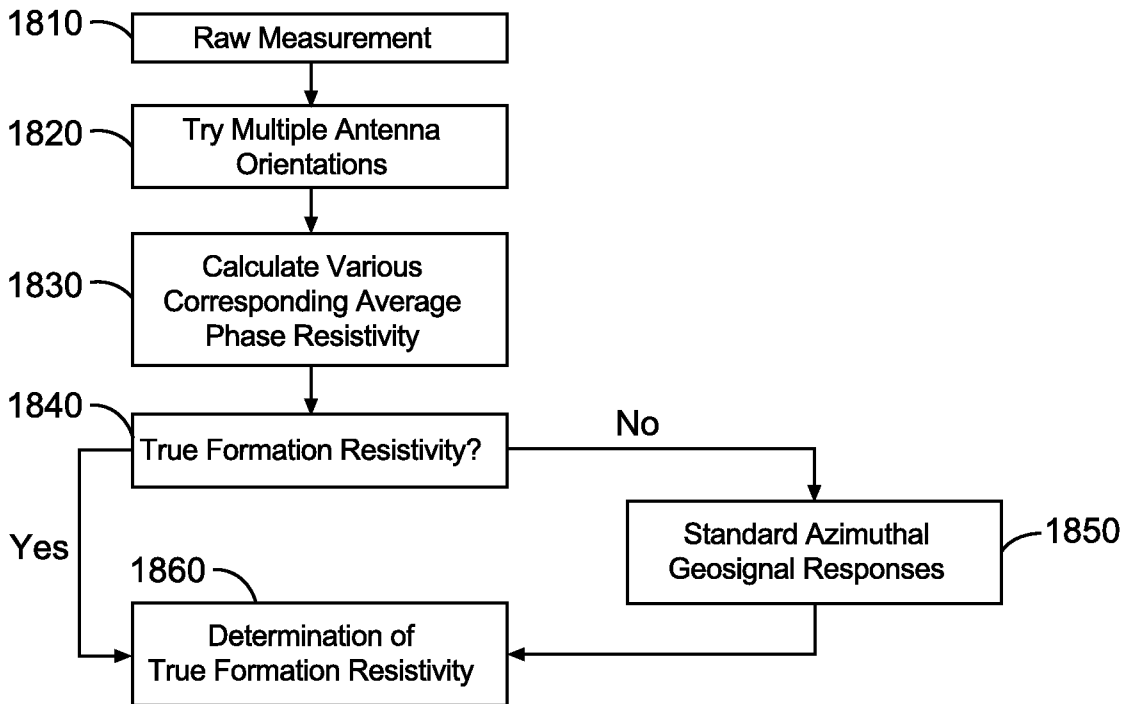 1810
Raw Measurement
1820
Try Multiple Antenna
Orientations
1830
Calculate Various
Corresponding Average
Phase Resistivity
1840
True Formation Resistivity?
No
Yes
Standard Azimuthal
Geosignal Responses
1850
1860
Determination of
True Formation Resistivity